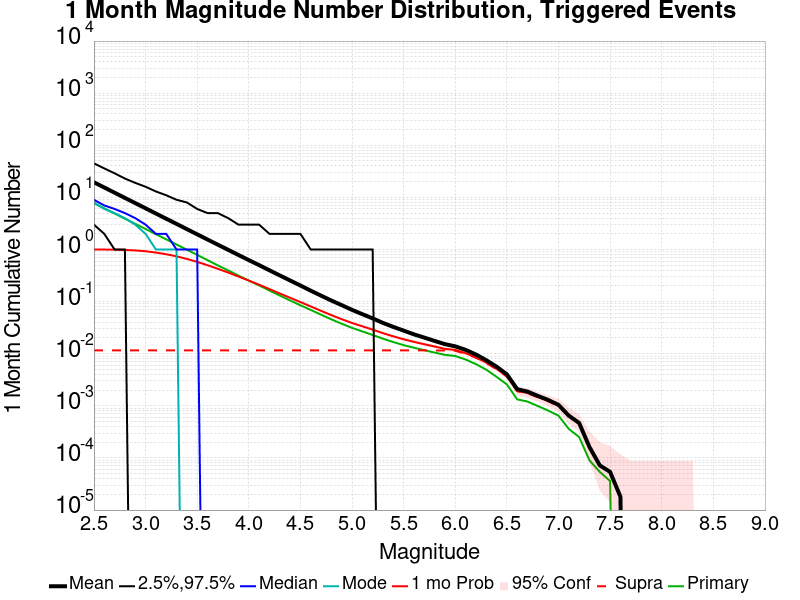 1 Month Magnitude Number Distribution, Triggered Events
1 Month Cumulative Number
10 4
10 3
10 2
10 1
10 0
10 -1
10 -2
10 -3
10 -4
10 -5
2.5 3.0 3.5 4.0 4.5 5.0 5.5 6.0 6.5 7.0 7.5 8.0 8.5 9.0
Magnitude
Mean 2.5%,97.5% Median Mode 1 mo Prob 95% Conf Supra Primary